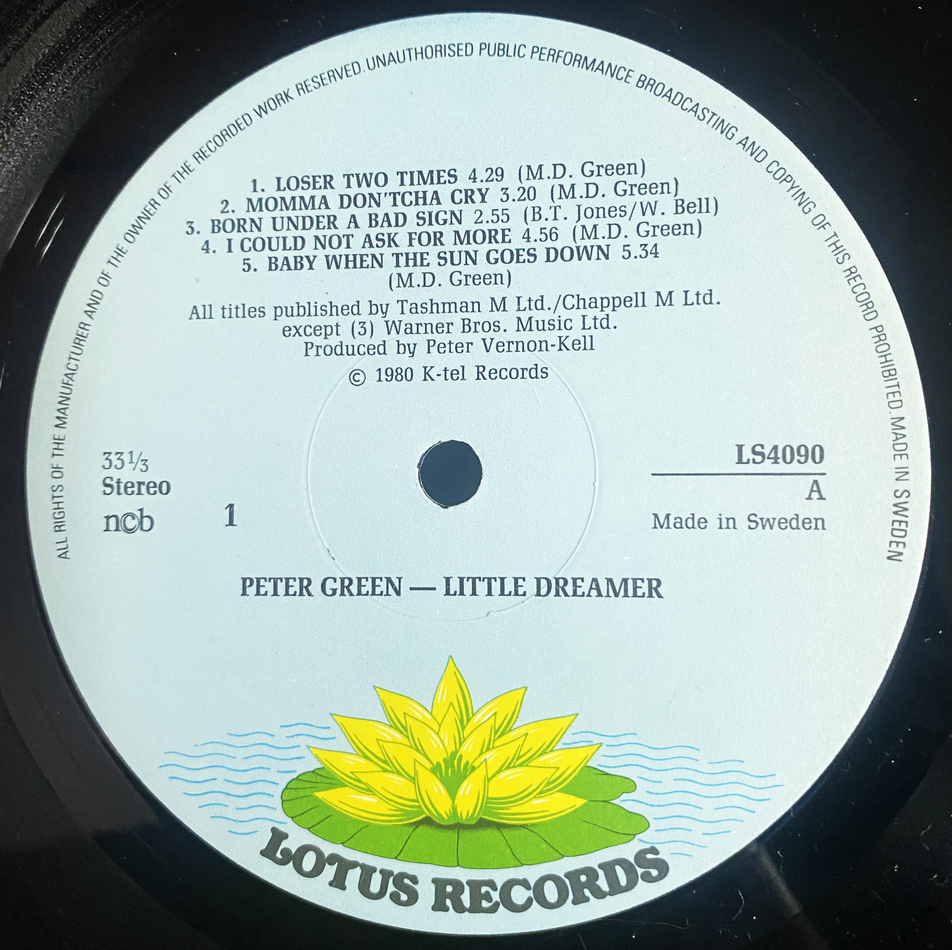 ALL RIGHTS OF THE MANUFACTURER AND OF THE OWNER OF THE RECORDED WORK RESERVED. UNAUTHORISED PUBLIC PERFORMANCE BROADCASTING AND COPYING OF THIS RECORD PROHIBITED. MADE IN SWEDEN
1. LOSER TWO TIMES 4.29 (M.D. Green)
2. MOMMA DON'TCHA CRY 3.20 (M.D. Green)
3. BORN UNDER A BAD SIGN 2.55 (B.T. Jones/W. Bell)
4. I COULD NOT ASK FOR MORE 4.56 (M.D. Green)
5. BABY WHEN THE SUN GOES DOWN 5.34
(M.D. Green)
All titles published by Tashman M Ltd./Chappell M Ltd.
except (3) Warner Bros. Music Ltd.
Produced by Peter Vernon-Kell
© 1980 K-tel Records
33⅓
Stereo
ncb 1
LS4090
A
Made in Sweden
PETER GREEN — LITTLE DREAMER
LOTUS RECORDS